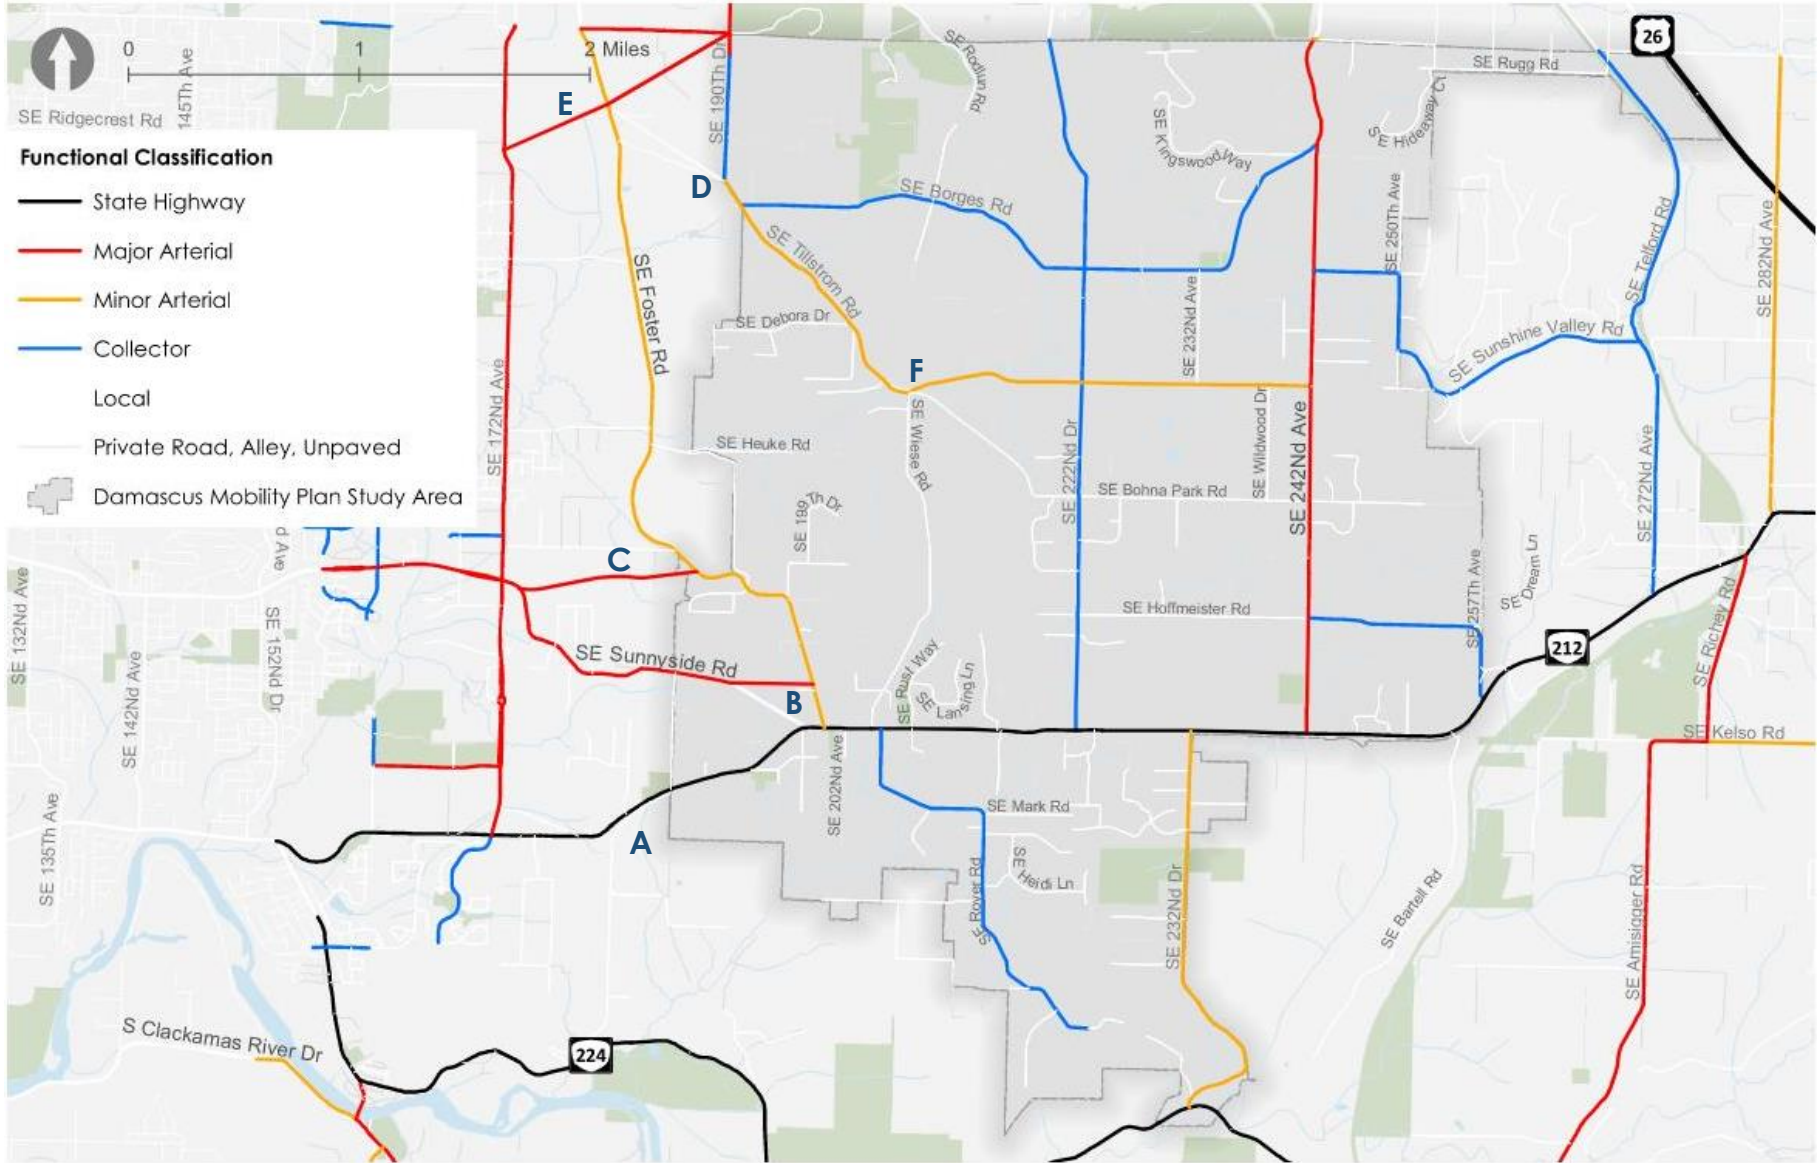 26
0 1 2 Miles
SE Rodlun Rd
SE 190Th Dr
SE Rugg Rd
145Th Ave
SE Ridgecrest Rd
E
SE Kingswood Way
SE Hideaway Ct
Functional Classification
State Highway
Major Arterial
Minor Arterial
Collector
Local
Private Road, Alley, Unpaved
Damascus Mobility Plan Study Area
D
SE Borges Rd
SE 250Th Ave
SE Telford Rd
SE 282Nd Ave
SE Tillstrom Rd
SE Foster Rd
SE Debora Dr
SE 232Nd Ave
SE Sunshine Valley Rd
F
SE 172Nd Ave
SE Heuke Rd
SE Wiese Rd
SE 222Nd Dr
SE Wildwood Dr
SE 242Nd Ave
SE 272Nd Ave
SE Bohna Park Rd
SE 199Th Dr
d Ave
C
SE 132Nd Ave
SE 152Nd Dr
SE 142Nd Ave
SE Hoffmeister Rd
SE 257Th Ave
SE Dream Ln
212
SE Richey Rd
SE Sunnyside Rd
SE Rust Way
SE Lansing Ln
B
SE Kelso Rd
SE 202Nd Ave
SE Mark Rd
A
SE 135Th Ave
SE Heidi Ln
SE Royer Rd
SE 232Nd Dr
SE Bartell Rd
SE Amisigger Rd
S Clackamas River Dr
224